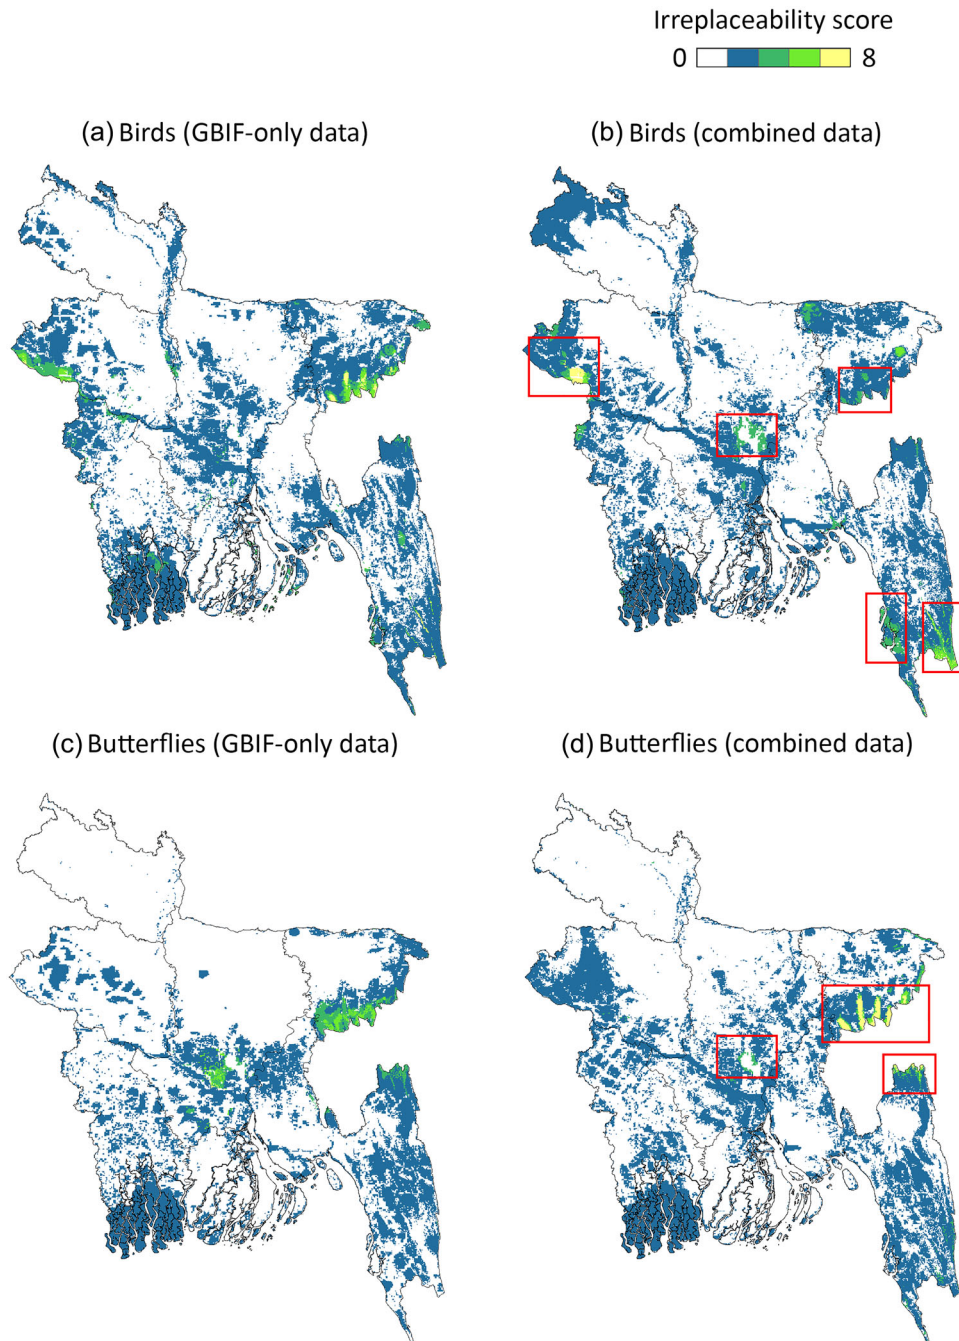 Irreplaceability score
0 8
(a) Birds (GBIF-only data)
(b) Birds (combined data)
(c) Butterflies (GBIF-only data)
(d) Butterflies (combined data)